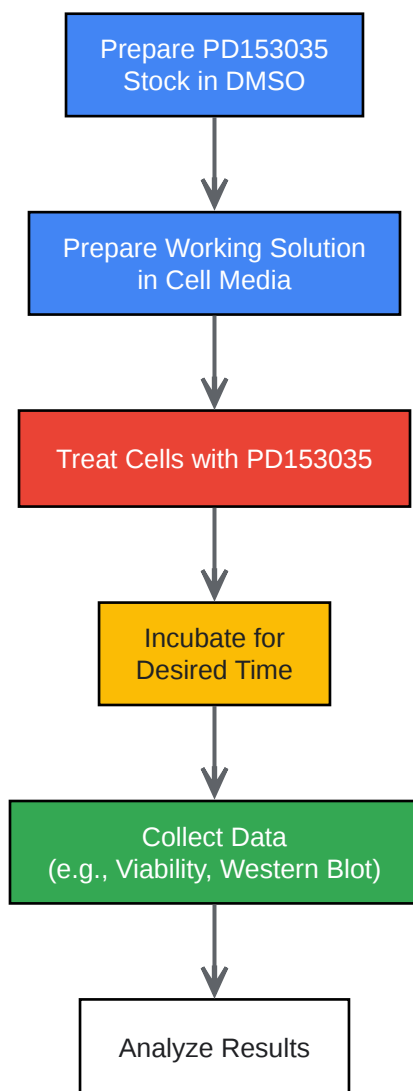 Prepare PD153035
Stock in DMSO
Prepare Working Solution
in Cell Media
Treat Cells with PD153035
Incubate for
Desired Time
Collect Data
(e.g., Viability, Western Blot)
Analyze Results